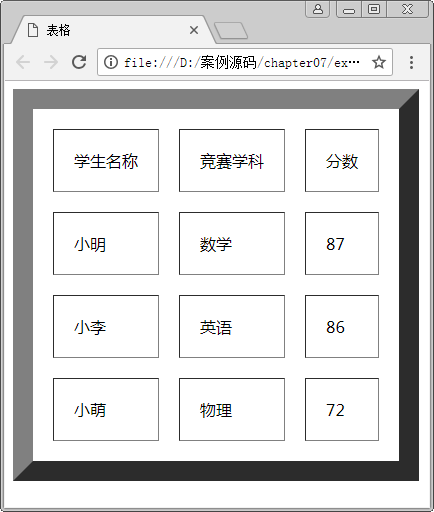 表格
file:///D:/案例源码/chapter07/ex…
学生名称 竞赛学科 分数
小明 数学 87
小李 英语 86
小萌 物理 72